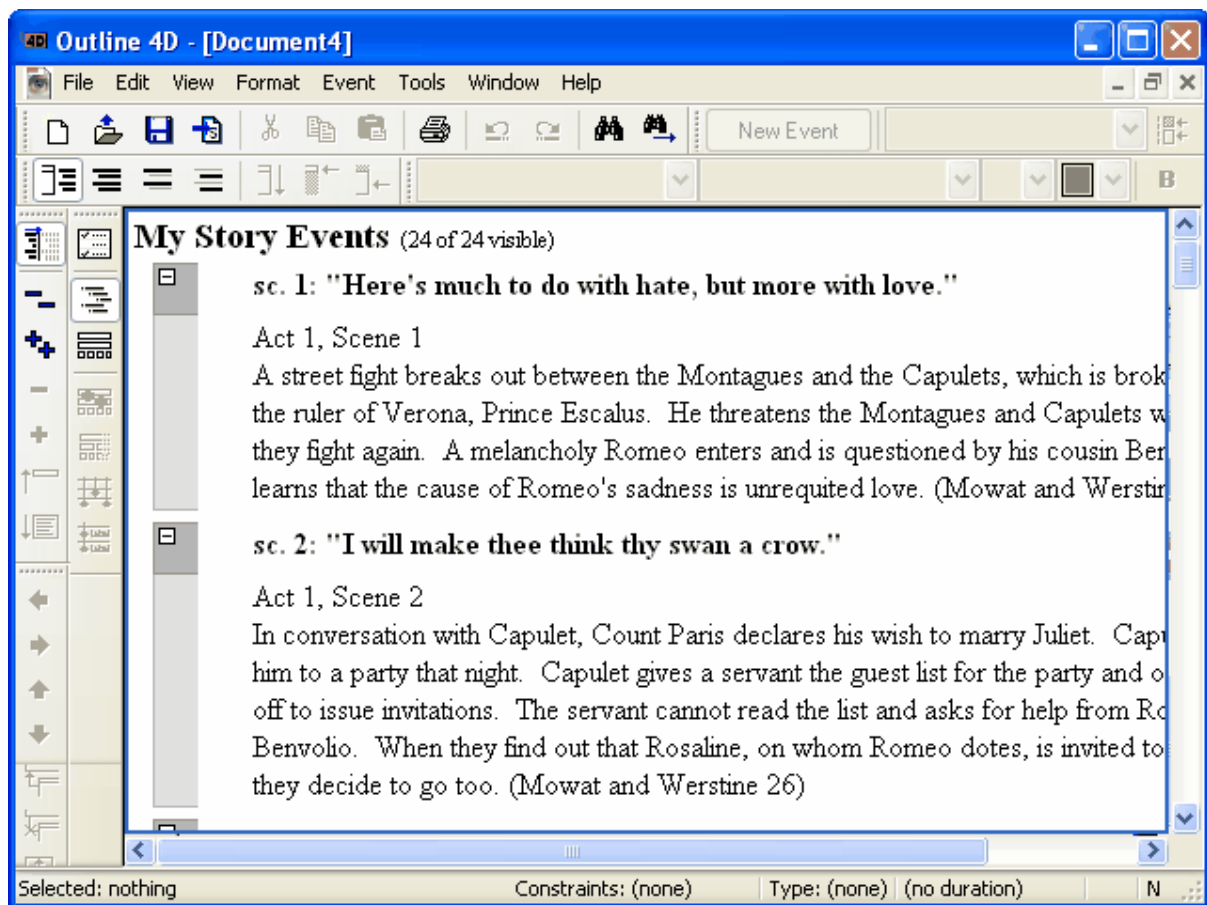 Outline 4D - [Document4]
File Edit View Format Event Tools Window Help
New Event
B
My Story Events (24 of 24 visible)
sc. 1: "Here's much to do with hate, but more with love."
Act 1, Scene 1
A street fight breaks out between the Montagues and the Capulets, which is brok
the ruler of Verona, Prince Escalus. He threatens the Montagues and Capulets w
they fight again. A melancholy Romeo enters and is questioned by his cousin Ben
learns that the cause of Romeo's sadness is unrequited love. (Mowat and Werstin
sc. 2: "I will make thee think thy swan a crow."
Act 1, Scene 2
In conversation with Capulet, Count Paris declares his wish to marry Juliet. Capu
him to a party that night. Capulet gives a servant the guest list for the party and o
off to issue invitations. The servant cannot read the list and asks for help from Ro
Benvolio. When they find out that Rosaline, on whom Romeo dotes, is invited to
they decide to go too. (Mowat and Werstine 26)
Selected: nothing Constraints: (none) Type: (none) (no duration) N